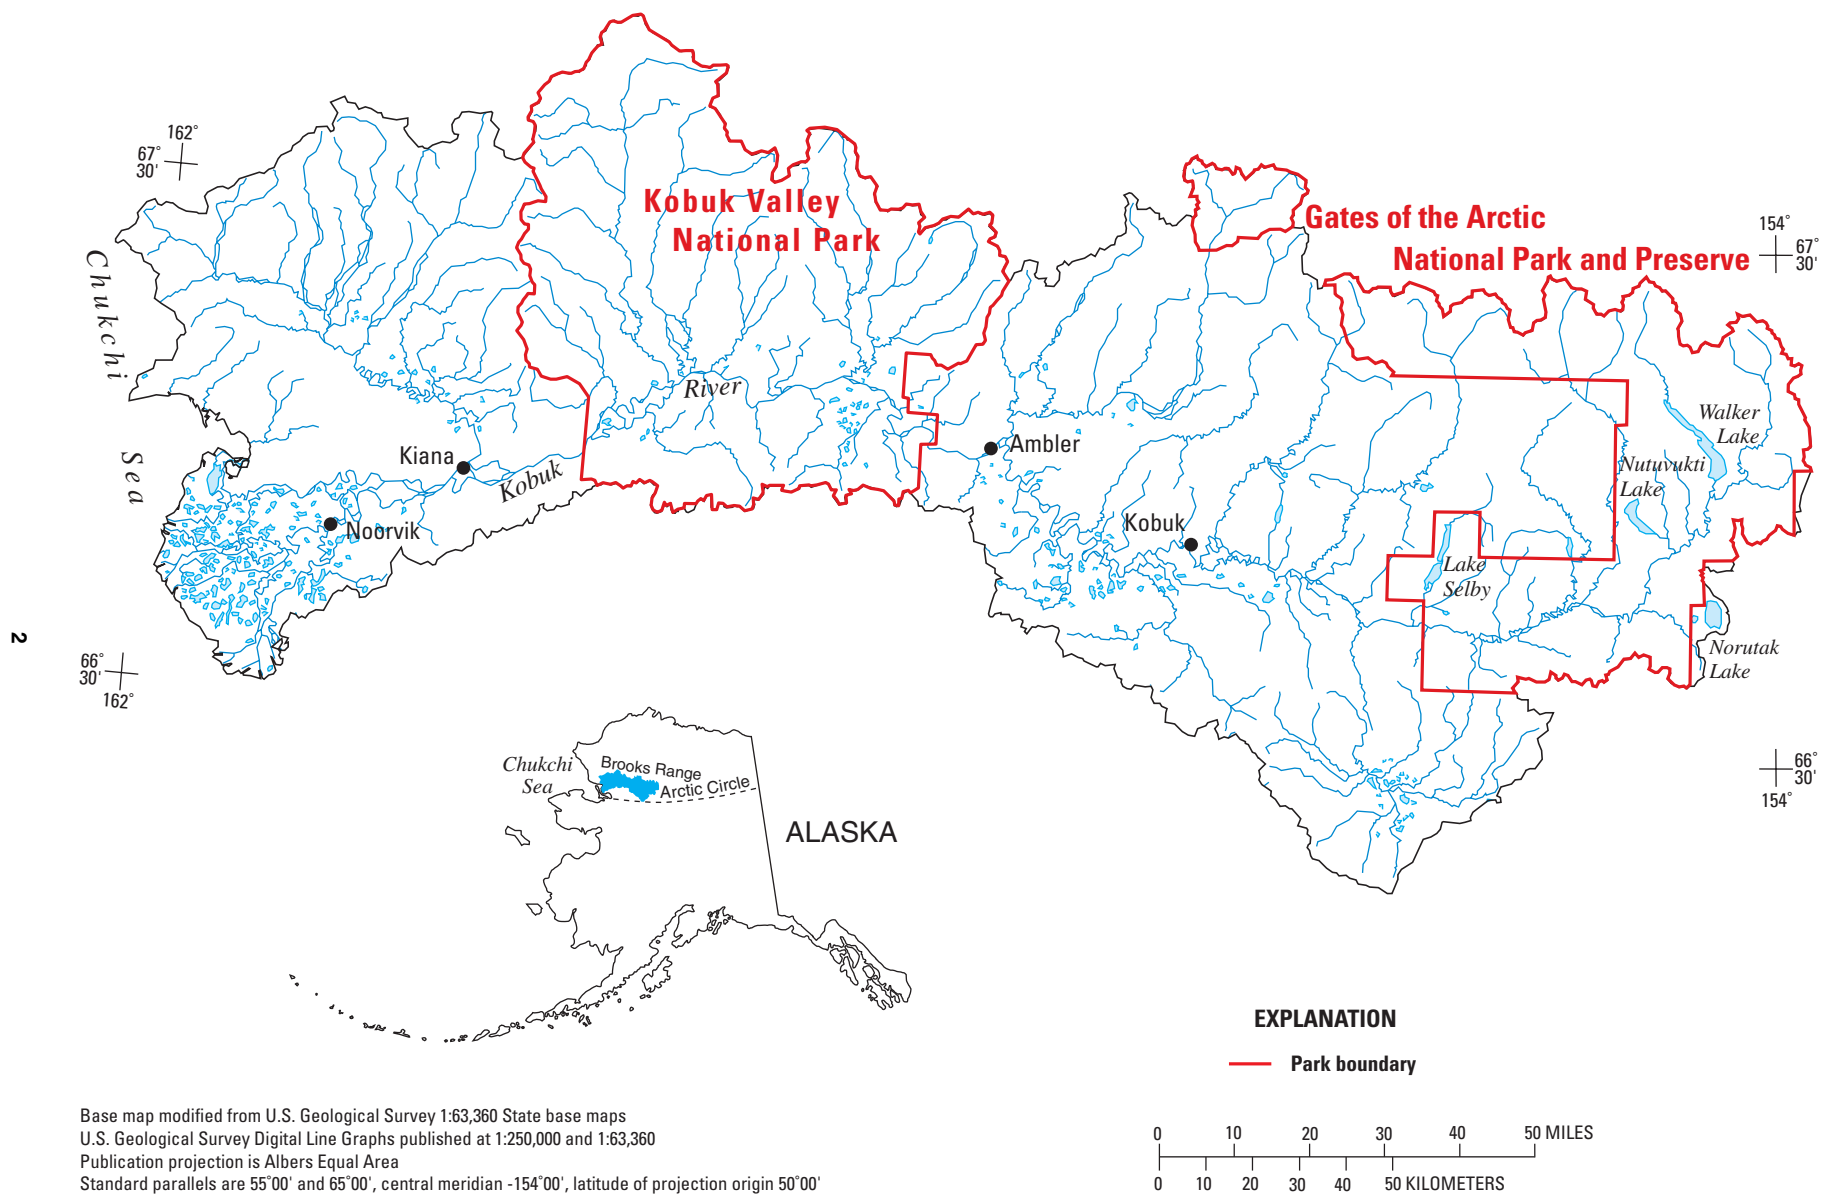 162°
67°
30'
Chukchi
Sea
Kobuk Valley
National Park
Gates of the Arctic
National Park and Preserve
154°
67°
30'
River
Kobuk
Kiana
Noorvik
Ambler
Kobuk
Walker
Lake
Nutuvukti
Lake
Lake
Selby
Norutak
Lake
2
66°
30'
162°
66°
30'
154°
Chukchi
Sea
Brooks Range
Arctic Circle
ALASKA
EXPLANATION
Park boundary
Base map modified from U.S. Geological Survey 1:63,360 State base maps
U.S. Geological Survey Digital Line Graphs published at 1:250,000 and 1:63,360
Publication projection is Albers Equal Area
Standard parallels are 55°00' and 65°00', central meridian -154°00', latitude of projection origin 50°00'
0 10 20 30 40 50 MILES
0 10 20 30 40 50 KILOMETERS